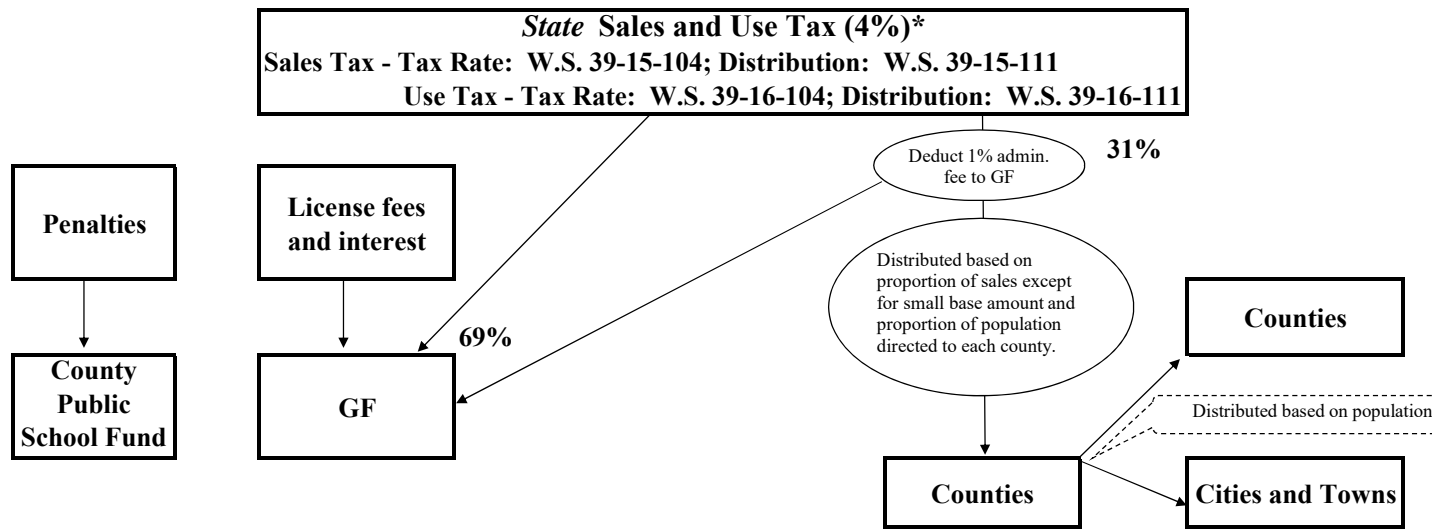 State Sales and Use Tax (4%)*
Sales Tax - Tax Rate: W.S. 39-15-104; Distribution: W.S. 39-15-111
Use Tax - Tax Rate: W.S. 39-16-104; Distribution: W.S. 39-16-111
Deduct 1% admin.
fee to GF
31%
Penalties
License fees
and interest
Distributed based on
proportion of sales except
for small base amount and
proportion of population
directed to each county.
Counties
69%
County
Public
School Fund
GF
Distributed based on population
Counties
Cities and Towns